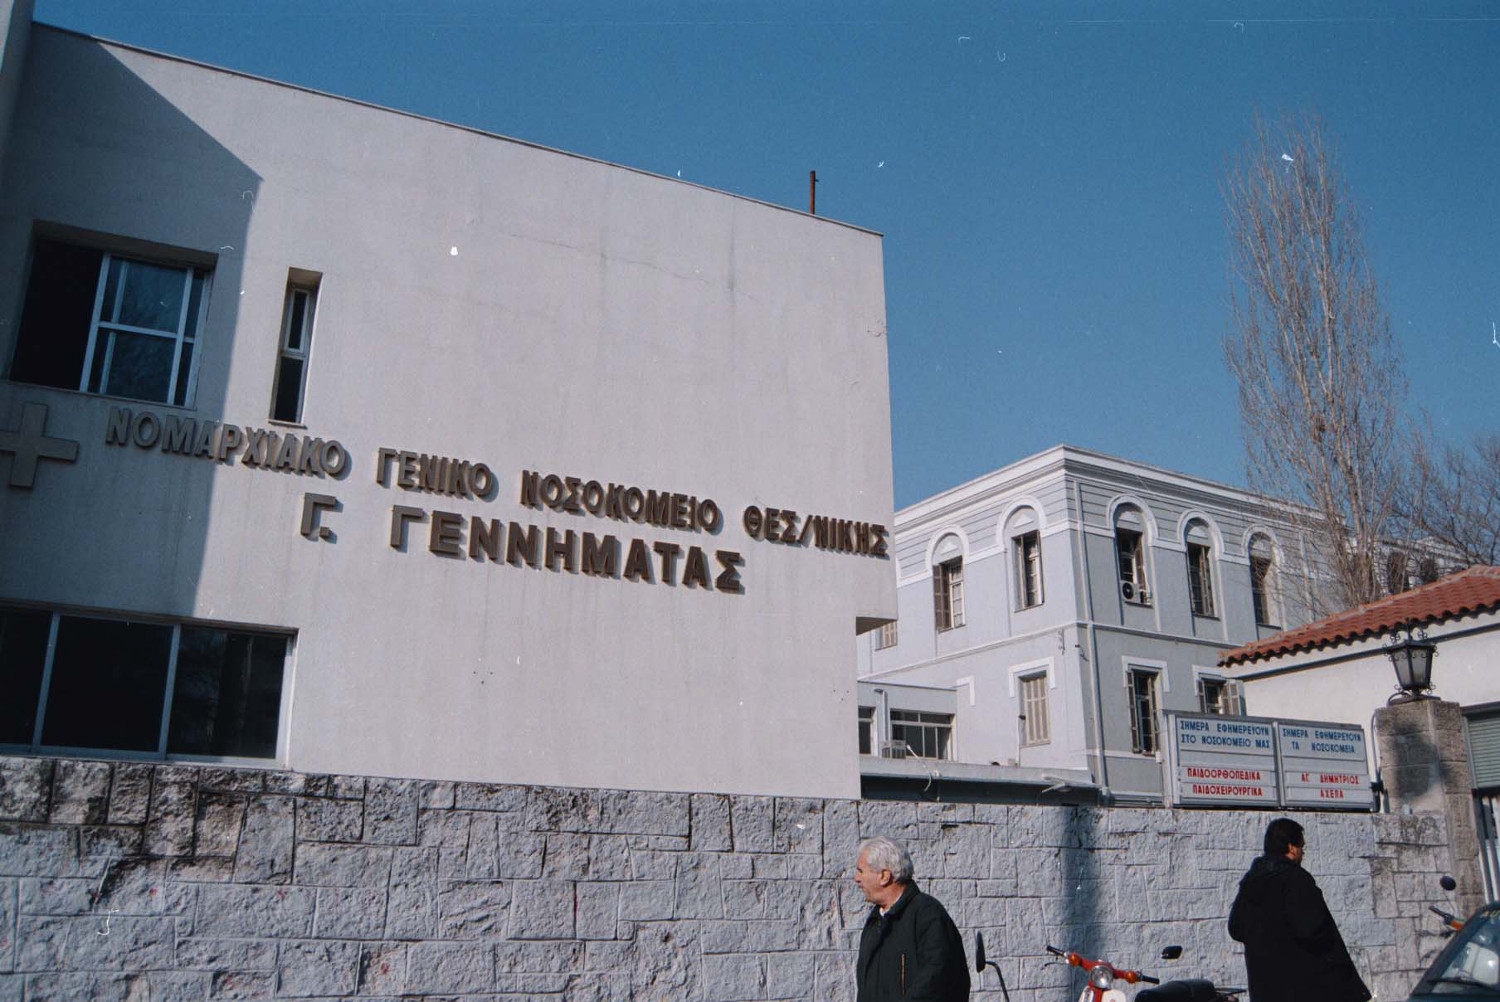 ΝΟΜΑΡΧΙΑΚΟ ΓΕΝΙΚΟ ΝΟΣΟΚΟΜΕΙΟ ΘΕΣ/ΝΙΚΗΣ
Γ. ΓΕΝΝΗΜΑΤΑΣ
ΣΗΜΕΡΑ ΕΦΗΜΕΡΕΥΟΥΝ
ΣΤΟ ΝΟΣΟΚΟΜΕΙΟ ΜΑΣ
ΠΑΙΔΟΟΡΘΟΠΕΔΙΚΑ
ΠΑΙΔΟΧΕΙΡΟΥΡΓΙΚΑ
ΣΗΜΕΡΑ ΕΦΗΜΕΡΕΥΟΥΝ
ΤΑ ΝΟΣΟΚΟΜΕΙΑ
ΑΓ. ΔΗΜΗΤΡΙΟΣ
ΑΧΕΠΑ